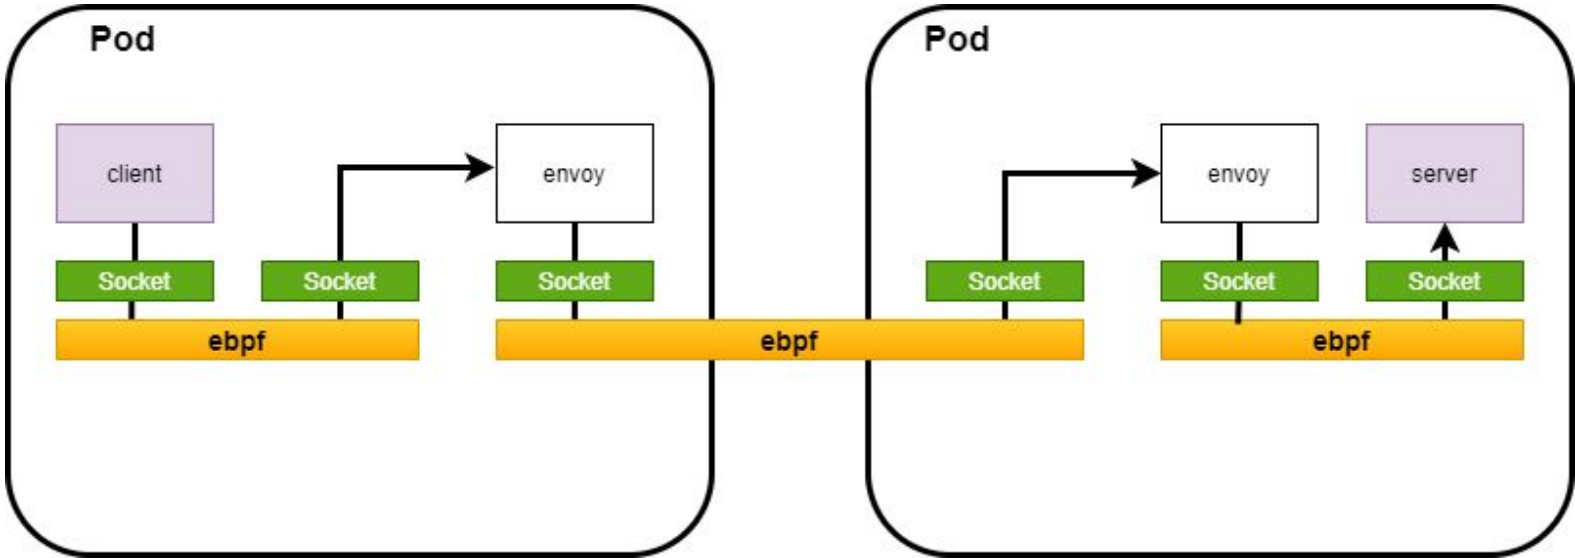 Pod
Pod
client
envoy
envoy
server
Socket
Socket
Socket
Socket
Socket
Socket
ebpf
ebpf
ebpf